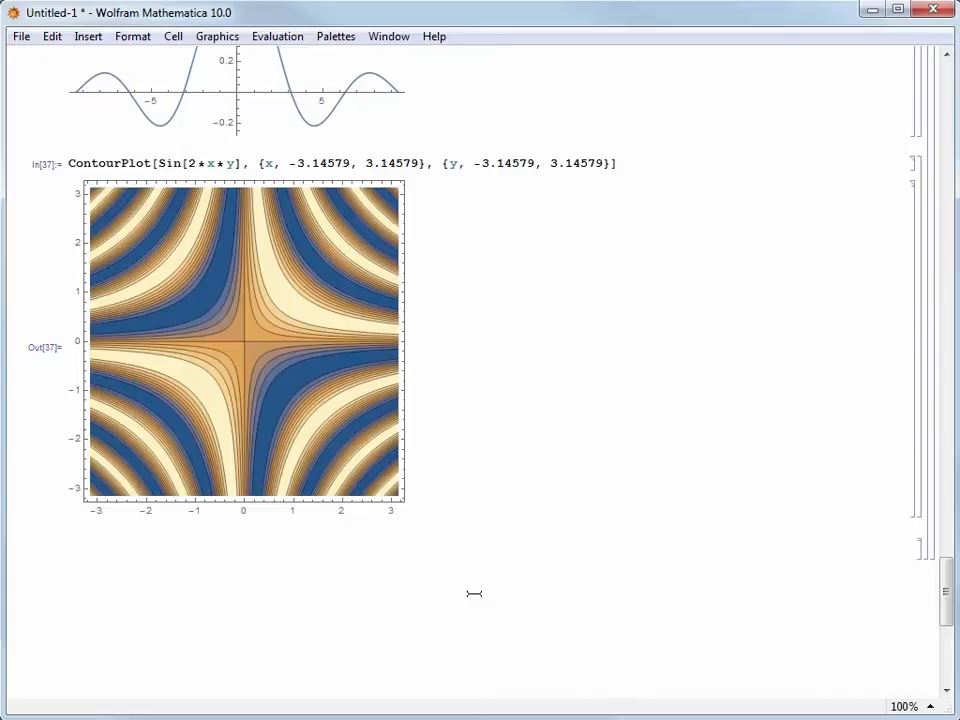 Untitled-1 * - Wolfram Mathematica 10.0
File Edit Insert Format Cell Graphics Evaluation Palettes Window Help
0.2
−5 5
−0.2
In[37]:= ContourPlot[Sin[2*x*y], {x, -3.14579, 3.14579}, {y, -3.14579, 3.14579}]
3
2
1
Out[37]= 0
−1
−2
−3
−3 −2 −1 0 1 2 3
100%